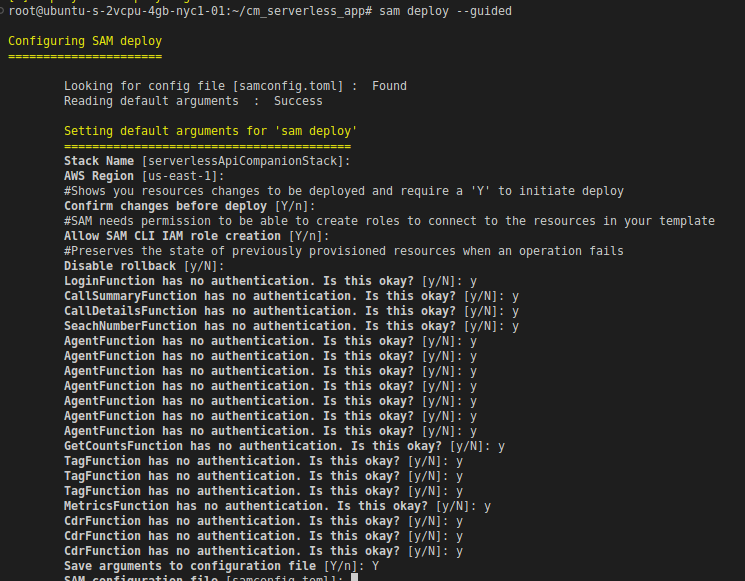 root@ubuntu-s-2vcpu-4gb-nyc1-01:~/cm_serverless_app# sam deploy --guided
Configuring SAM deploy
======================
Looking for config file [samconfig.toml] :  Found
Reading default arguments  :  Success
Setting default arguments for 'sam deploy'
=========================================
Stack Name [serverlessApiCompanionStack]:
AWS Region [us-east-1]:
#Shows you resources changes to be deployed and require a 'Y' to initiate deploy
Confirm changes before deploy [Y/n]:
#SAM needs permission to be able to create roles to connect to the resources in your template
Allow SAM CLI IAM role creation [Y/n]:
#Preserves the state of previously provisioned resources when an operation fails
Disable rollback [y/N]:
LoginFunction has no authentication. Is this okay? [y/N]: y
CallSummaryFunction has no authentication. Is this okay? [y/N]: y
CallDetailsFunction has no authentication. Is this okay? [y/N]: y
SeachNumberFunction has no authentication. Is this okay? [y/N]: y
AgentFunction has no authentication. Is this okay? [y/N]: y
AgentFunction has no authentication. Is this okay? [y/N]: y
AgentFunction has no authentication. Is this okay? [y/N]: y
AgentFunction has no authentication. Is this okay? [y/N]: y
AgentFunction has no authentication. Is this okay? [y/N]: y
AgentFunction has no authentication. Is this okay? [y/N]: y
AgentFunction has no authentication. Is this okay? [y/N]: y
GetCountsFunction has no authentication. Is this okay? [y/N]: y
TagFunction has no authentication. Is this okay? [y/N]: y
TagFunction has no authentication. Is this okay? [y/N]: y
TagFunction has no authentication. Is this okay? [y/N]: y
MetricsFunction has no authentication. Is this okay? [y/N]: y
CdrFunction has no authentication. Is this okay? [y/N]: y
CdrFunction has no authentication. Is this okay? [y/N]: y
CdrFunction has no authentication. Is this okay? [y/N]: y
Save arguments to configuration file [Y/n]: Y
SAM configuration file [samconfig.toml]: